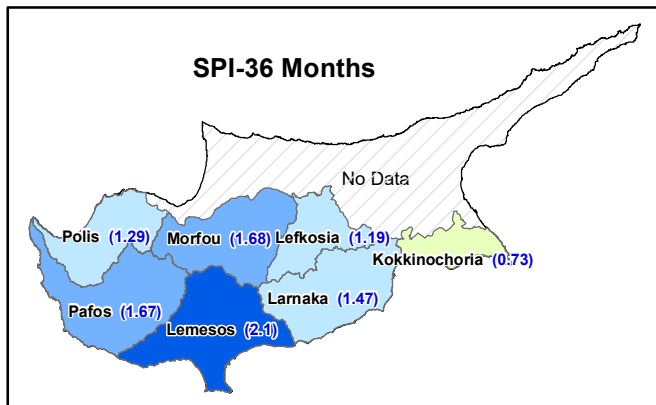 SPI-36 Months
No Data
Polis (1.29)
Morfou (1.68)
Lefkosia (1.19)
Kokkinochoria (0.73)
Pafos (1.67)
Larnaka (1.47)
Lemesos (2.1)